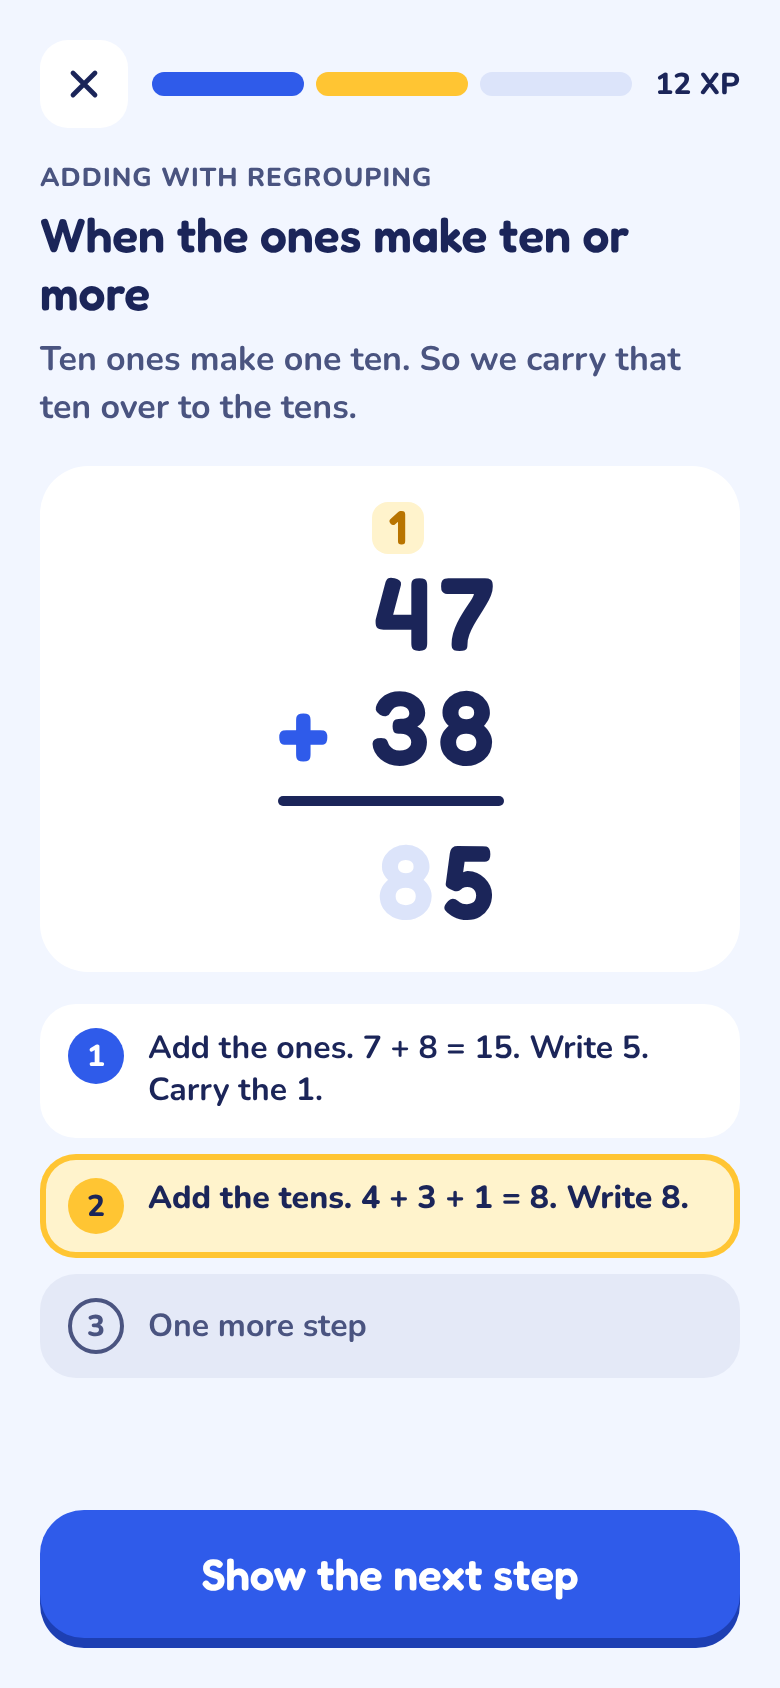 12 XP
ADDING WITH REGROUPING
When the ones make ten or
more
Ten ones make one ten. So we carry that
ten over to the tens.
1
47
+ 38
85
1 Add the ones. 7 + 8 = 15. Write 5.
Carry the 1.
2 Add the tens. 4 + 3 + 1 = 8. Write 8.
3 One more step
Show the next step